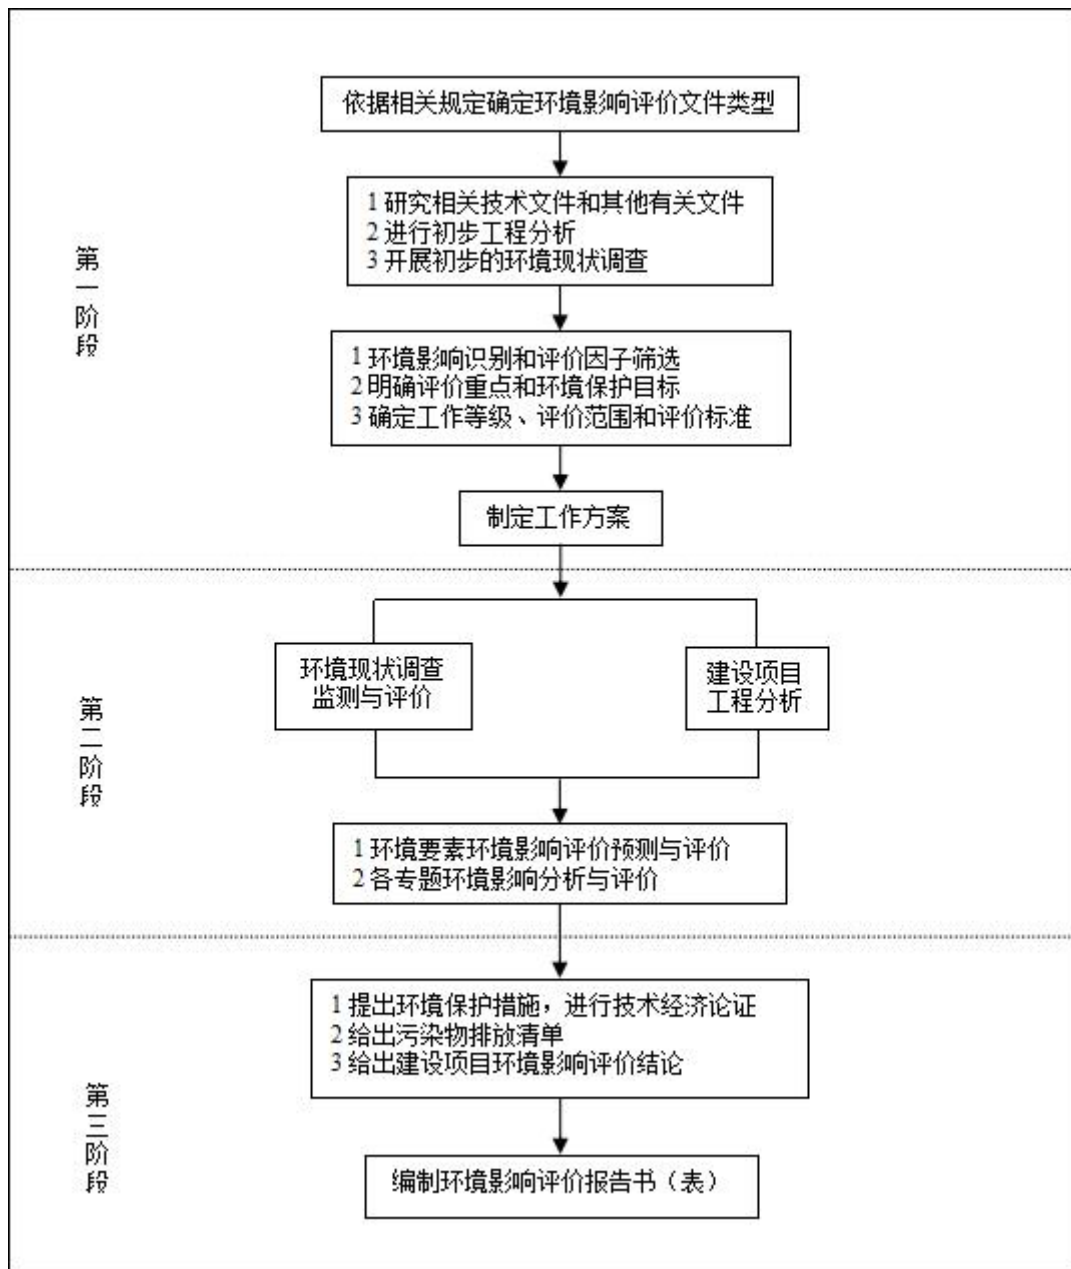 依据相关规定确定环境影响评价文件类型
1 研究相关技术文件和其他有关文件
2 进行初步工程分析
3 开展初步的环境现状调查
第一阶段
1 环境影响识别和评价因子筛选
2 明确评价重点和环境保护目标
3 确定工作等级、评价范围和评价标准
制定工作方案
第二阶段
环境现状调查
监测与评价
建设项目
工程分析
1 环境要素环境影响评价预测与评价
2 各专题环境影响分析与评价
第三阶段
1 提出环境保护措施，进行技术经济论证
2 给出污染物排放清单
3 给出建设项目环境影响评价结论
编制环境影响评价报告书（表）